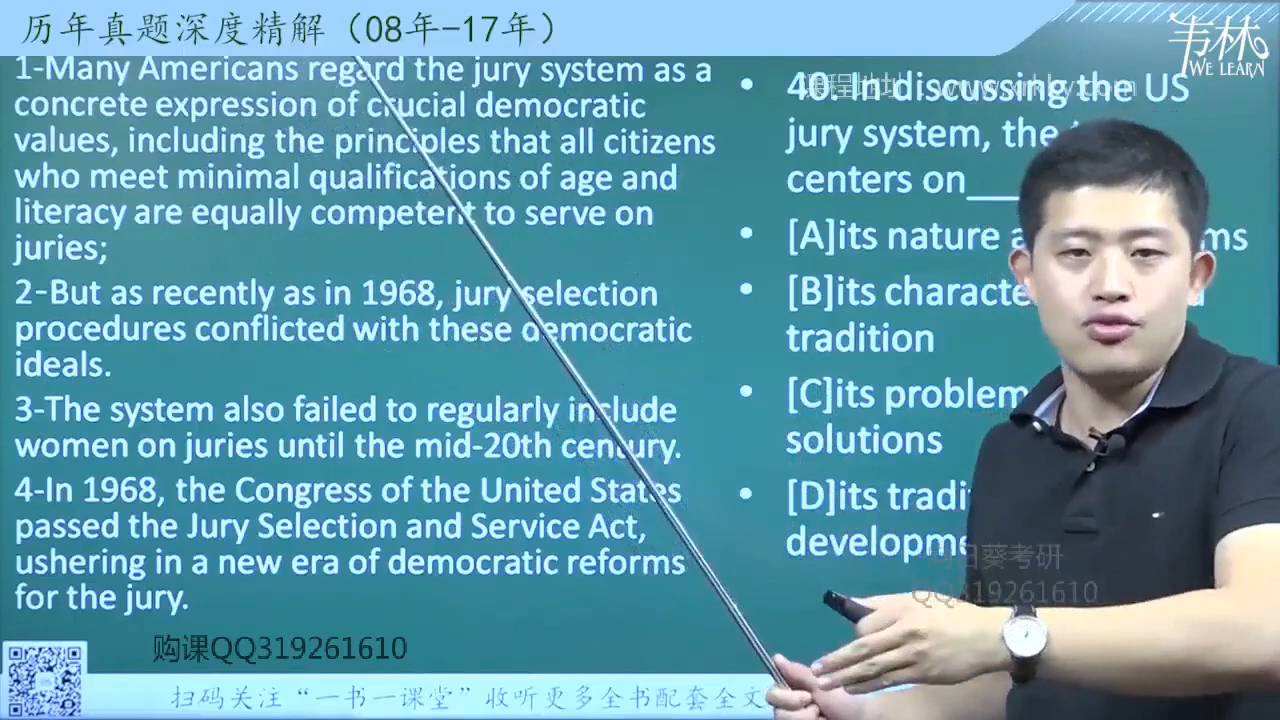 历年真题深度精解（08年-17年）
韦林
WE LEARN
1-Many Americans regard the jury system as a
concrete expression of crucial democratic
values, including the principles that all citizens
who meet minimal qualifications of age and
literacy are equally competent to serve on
juries;
2-But as recently as in 1968, jury selection
procedures conflicted with these democratic
ideals.
3-The system also failed to regularly include
women on juries until the mid-20th century.
4-In 1968, the Congress of the United States
passed the Jury Selection and Service Act,
ushering in a new era of democratic reforms
for the jury.
• 40. In discussing the US
jury system, the
centers on___
• [A]its nature
• [B]its
tradition
• [C]its
solutions
• [D]its
日葵考研
QQ319261610
购课QQ319261610
扫码关注“一书一课堂”收听更多全书配套全文